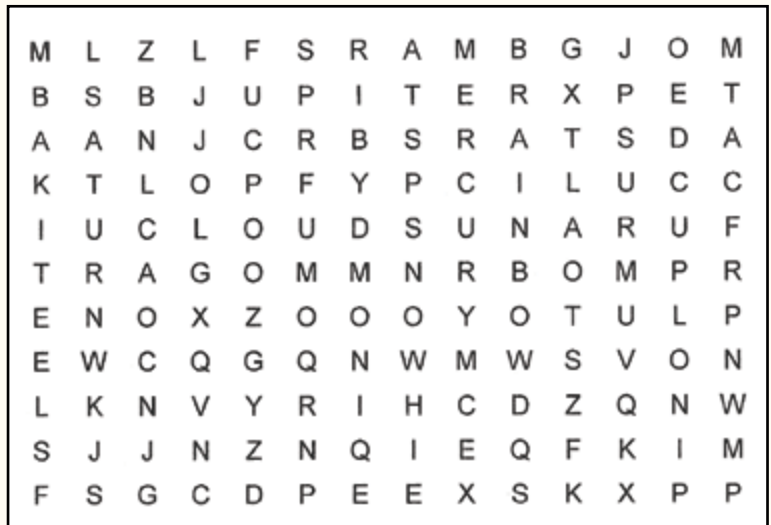 M L Z L F S R A M B G J O M
B S B J U P I T E R X P E T
A A N J C R B S R A T S D A
K T L O P F Y P C I L U C C
I U C L O U D S U N A R U F
T R A G O M M N R B O M P R
E N O X Z O O O Y O T U L P
E W C Q G Q N W M W S V O N
L K N V Y R I H C D Z Q N W
S J J N Z N Q I E Q F K I M
F S G C D P E E X S K X P P